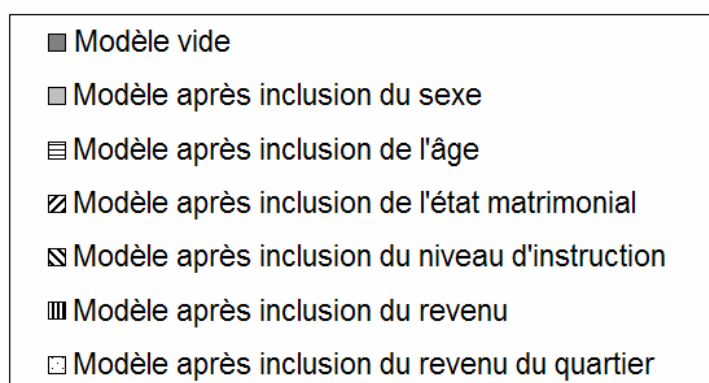 Modèle vide
Modèle après inclusion du sexe
Modèle après inclusion de l'âge
Modèle après inclusion de l'état matrimonial
Modèle après inclusion du niveau d'instruction
Modèle après inclusion du revenu
Modèle après inclusion du revenu du quartier